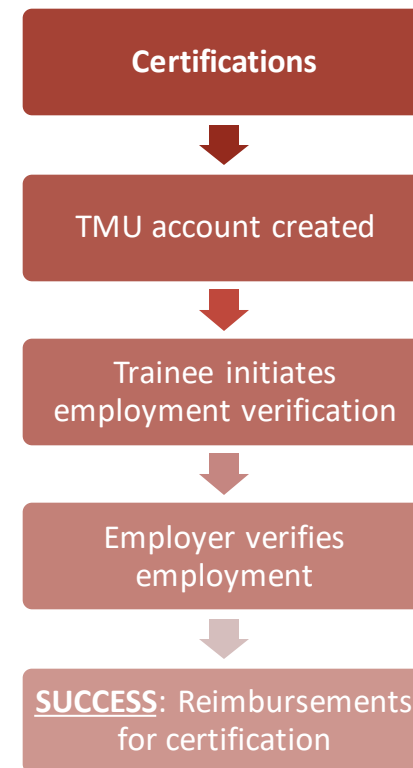 Certifications
TMU account created
Trainee initiates
employment verification
Employer verifies
employment
SUCCESS: Reimbursements
for certification